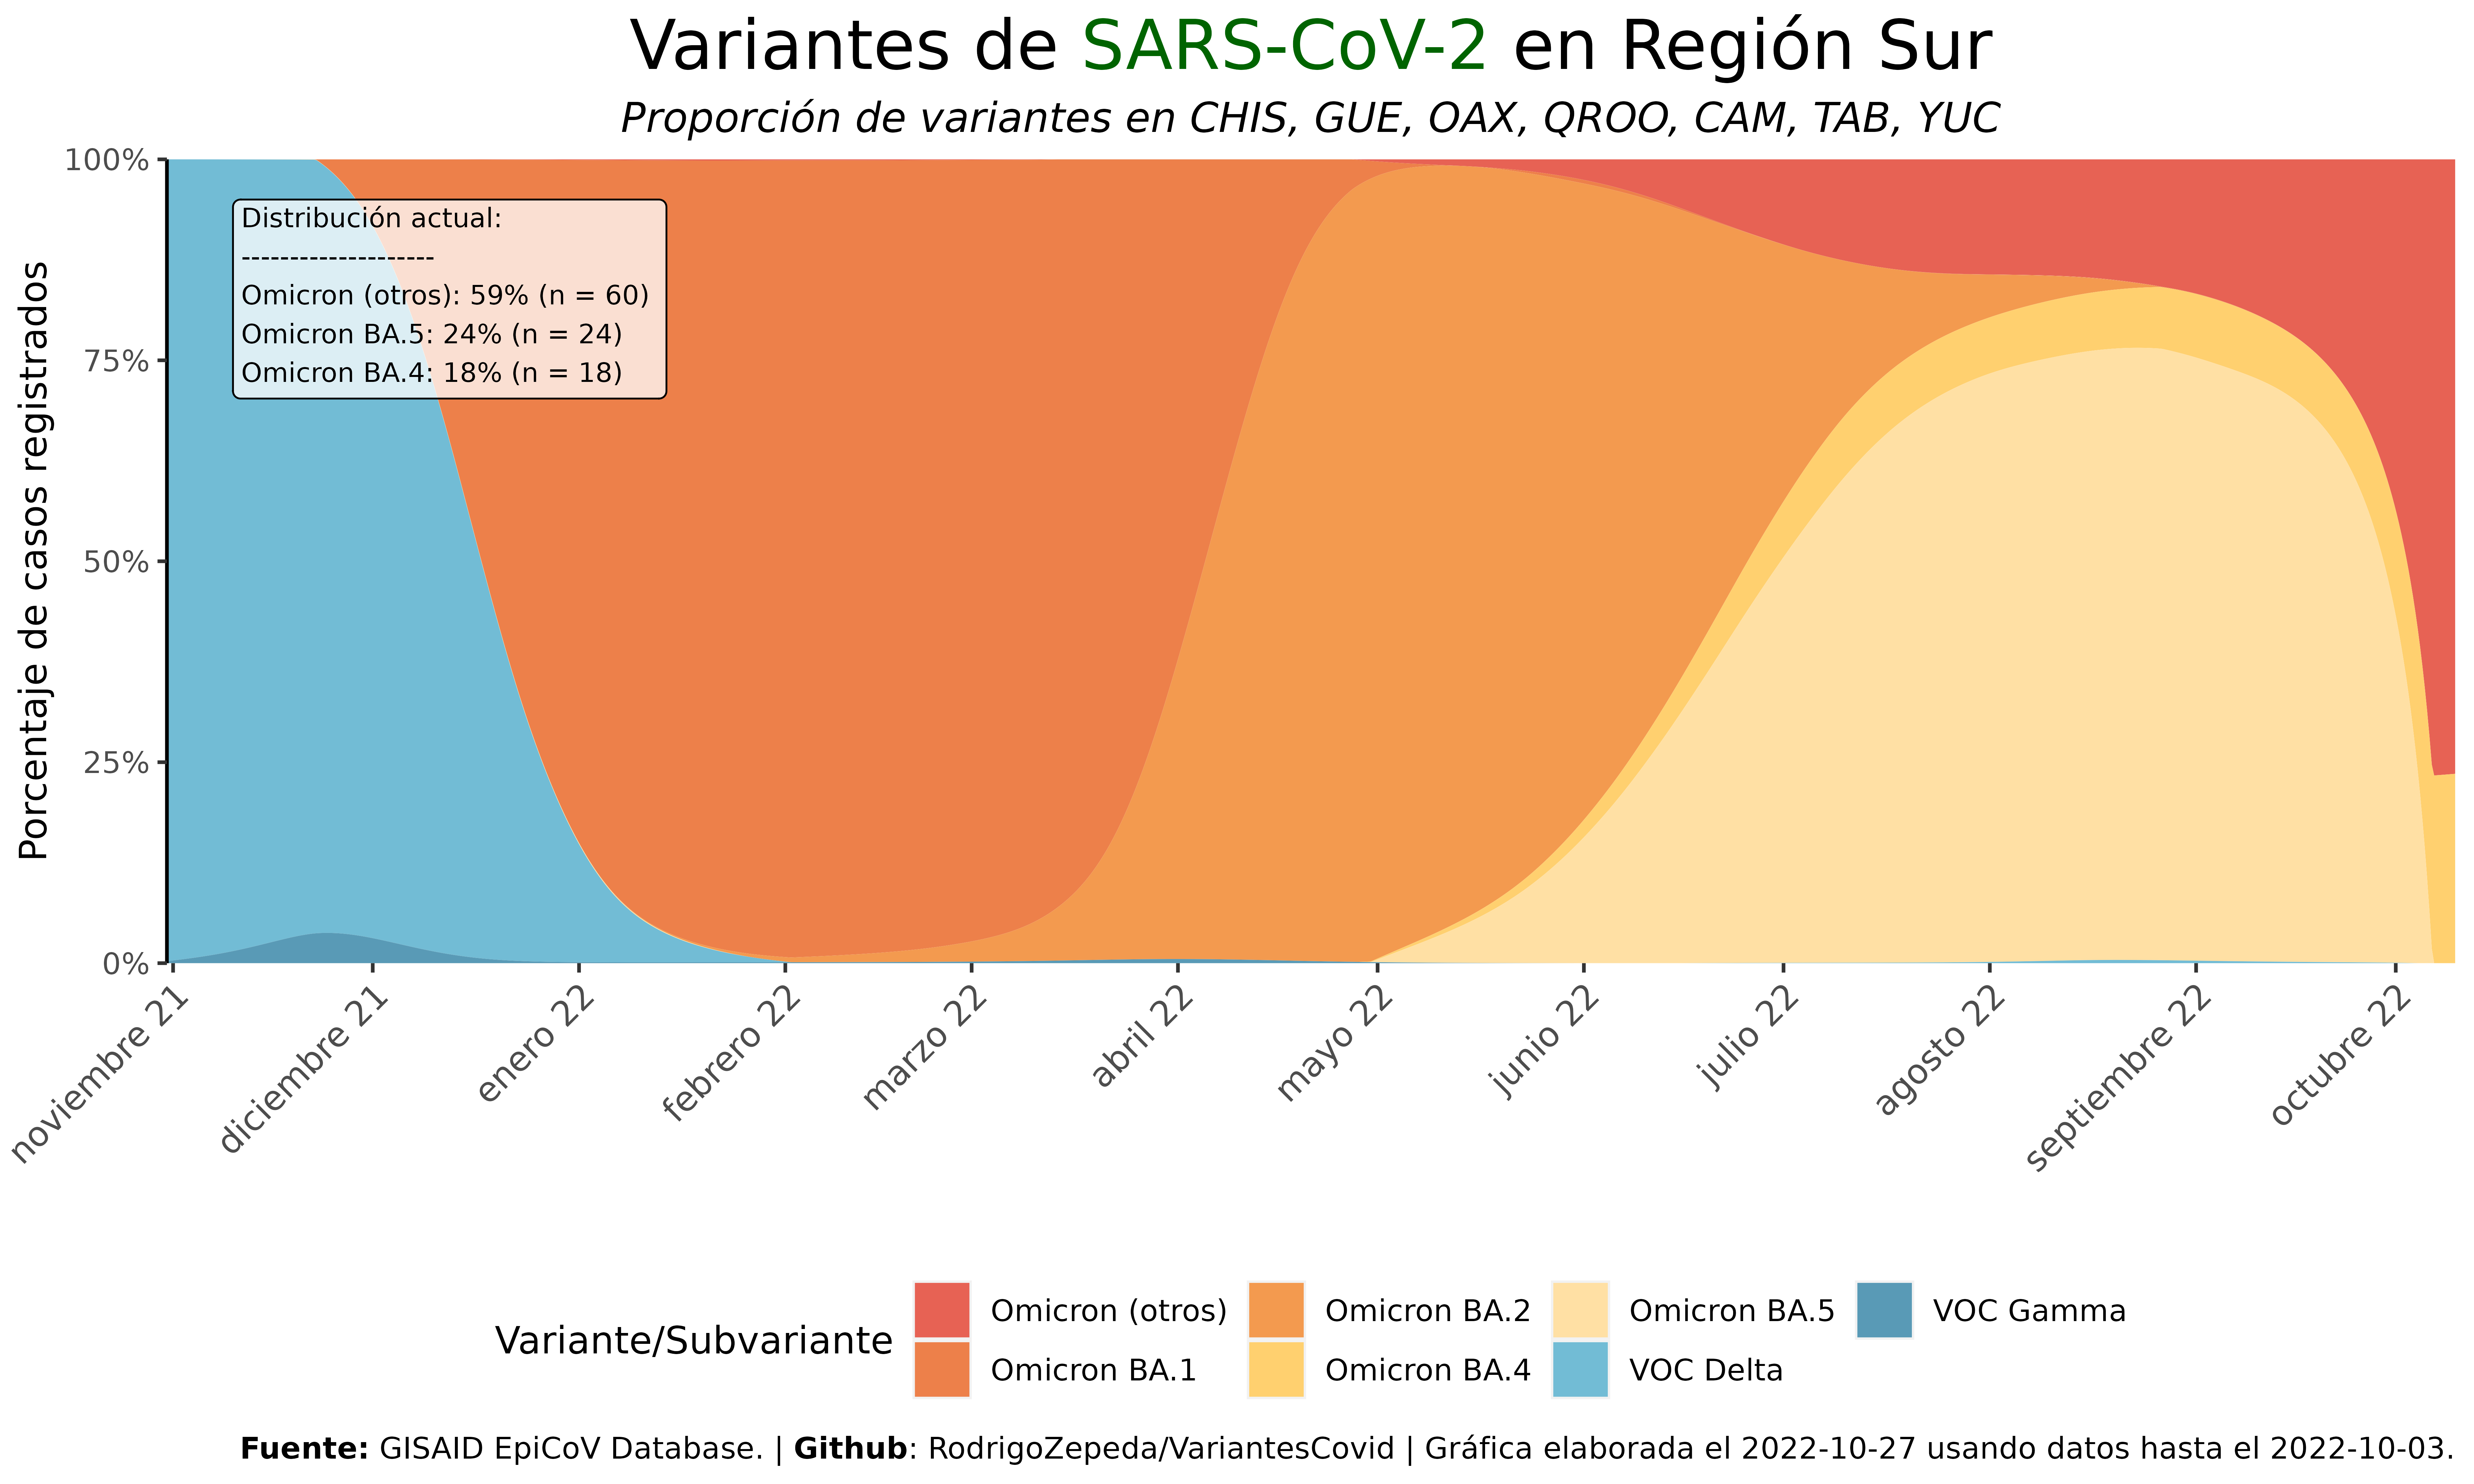 Variantes de SARS-CoV-2 en Región Sur
Proporción de variantes en CHIS, GUE, OAX, QROO, CAM, TAB, YUC
Porcentaje de casos registrados
100%
75%
50%
25%
0%
Distribución actual:
--------------------
Omicron (otros): 59% (n = 60)
Omicron BA.5: 24% (n = 24)
Omicron BA.4: 18% (n = 18)
noviembre 21
diciembre 21
enero 22
febrero 22
marzo 22
abril 22
mayo 22
junio 22
julio 22
agosto 22
septiembre 22
octubre 22
Variante/Subvariante
Omicron (otros)
Omicron BA.1
Omicron BA.2
Omicron BA.4
Omicron BA.5
VOC Delta
VOC Gamma
Fuente: GISAID EpiCoV Database. | Github: RodrigoZepeda/VariantesCovid | Gráfica elaborada el 2022-10-27 usando datos hasta el 2022-10-03.